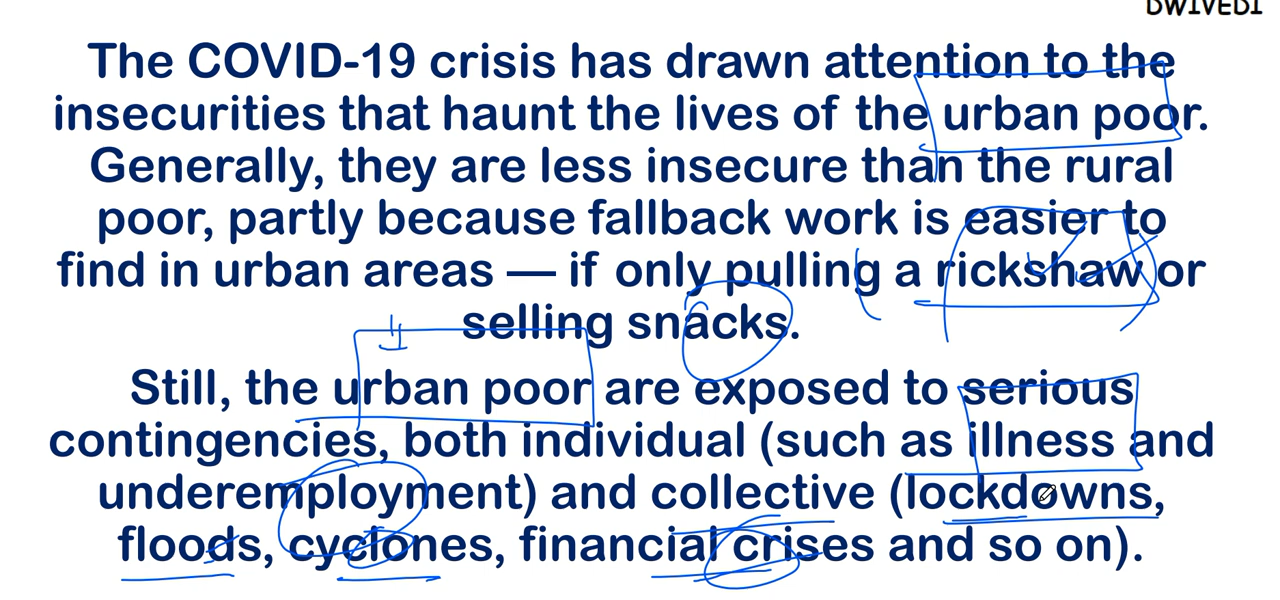 DWIVEDI
The COVID-19 crisis has drawn attention to the
insecurities that haunt the lives of the urban poor.
Generally, they are less insecure than the rural
poor, partly because fallback work is easier to
find in urban areas — if only pulling a rickshaw or
selling snacks.
Still, the urban poor are exposed to serious
contingencies, both individual (such as illness and
underemployment) and collective (lockdowns,
floods, cyclones, financial crises and so on).